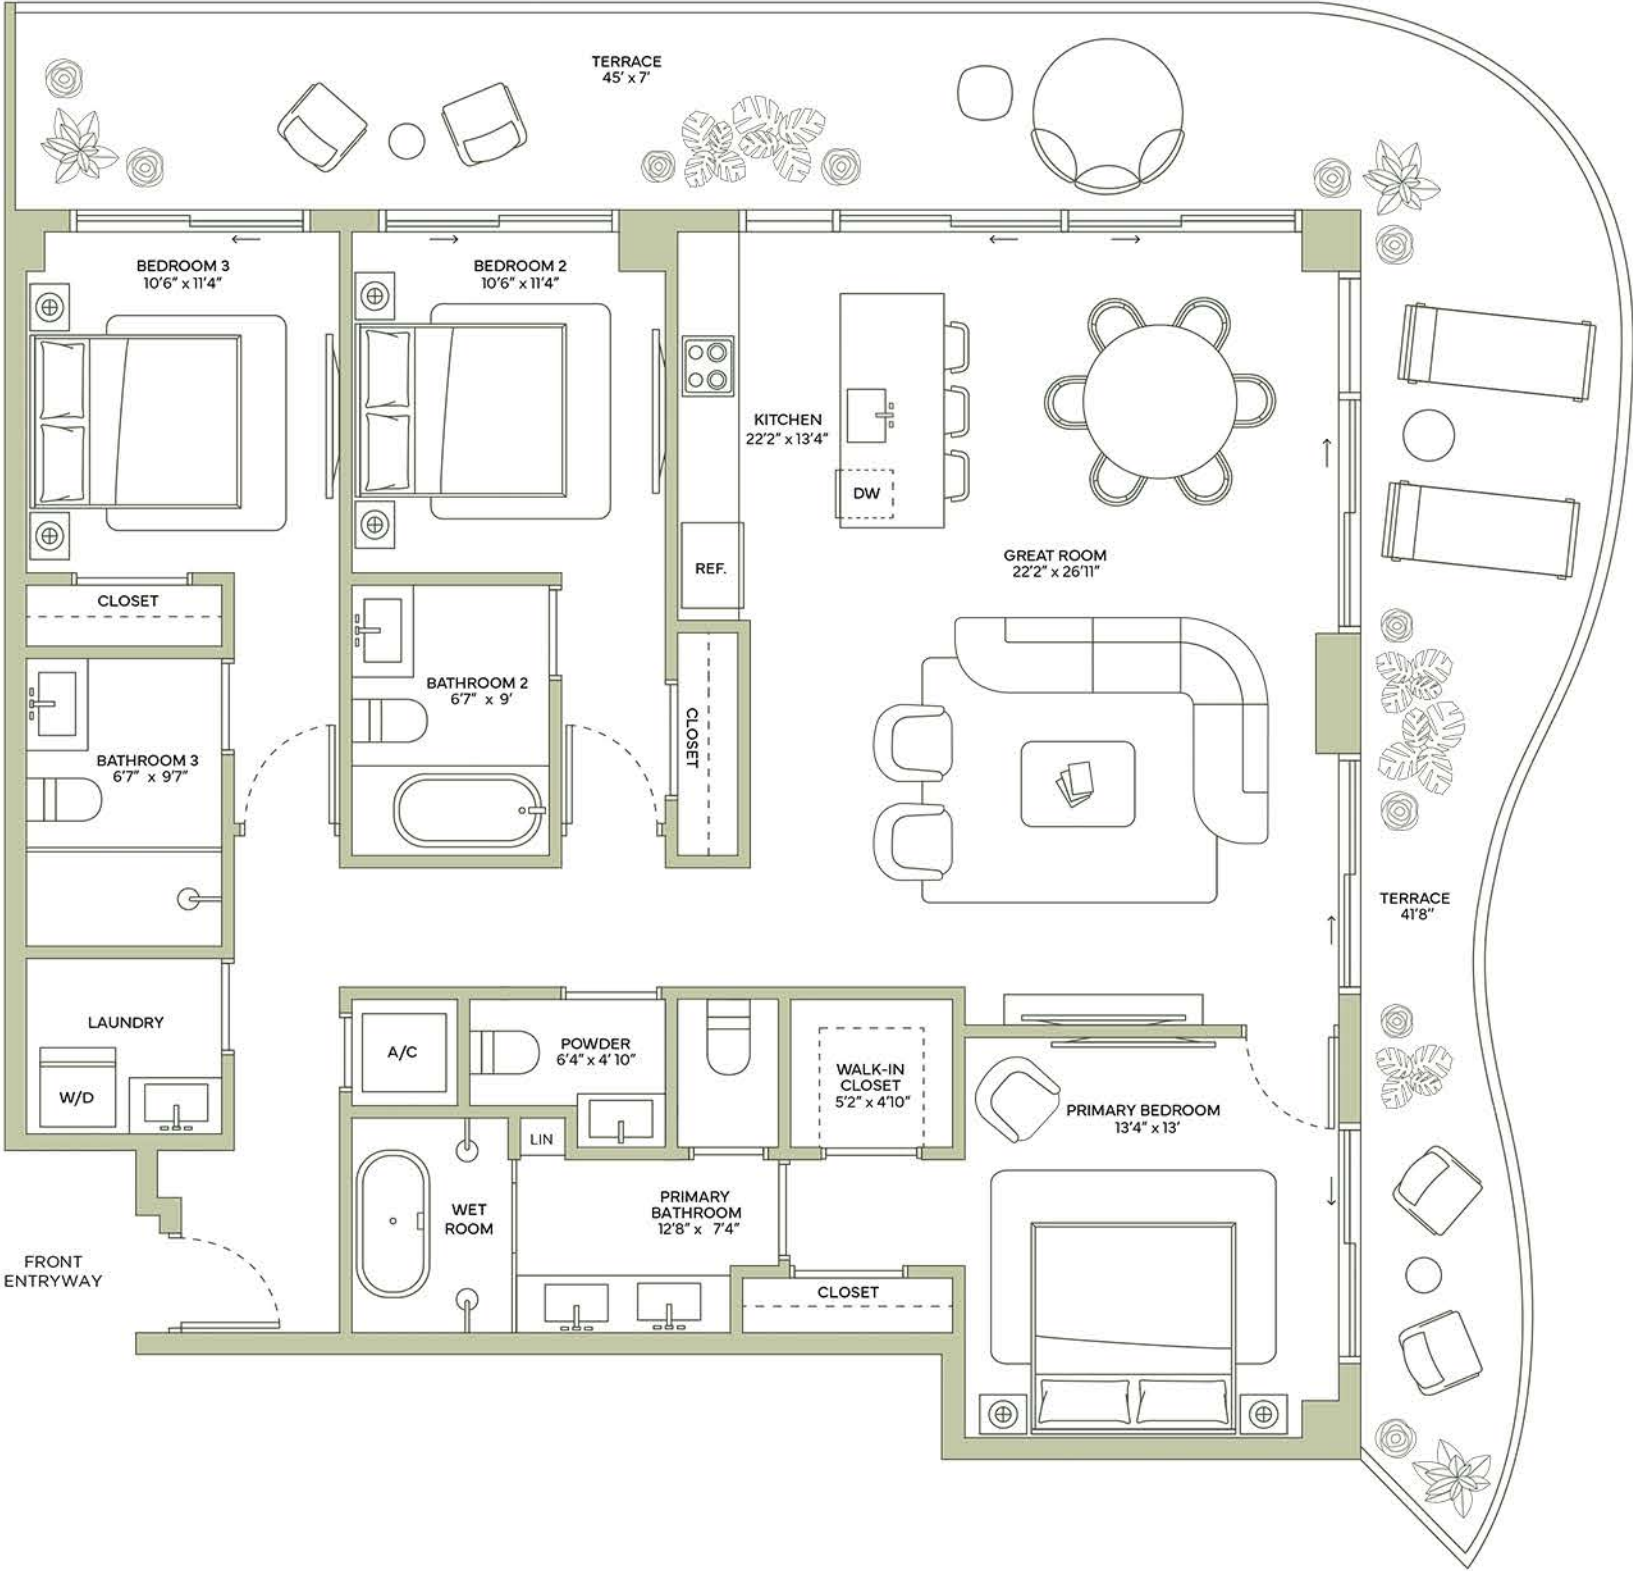 TERRACE
45' x 7'
BEDROOM 3
10'6" x 11'4"
BEDROOM 2
10'6" x 11'4"
KITCHEN
22'2" x 13'4"
DW
REF.
GREAT ROOM
22'2" x 26'11"
CLOSET
BATHROOM 2
6'7" x 9'
CLOSET
BATHROOM 3
6'7" x 9'7"
TERRACE
41'8"
LAUNDRY
W/D
A/C
POWDER
6'4" x 4' 10"
WALK-IN
CLOSET
5'2" x 4'10"
PRIMARY BEDROOM
13'4" x 13'
LIN
WET
ROOM
PRIMARY
BATHROOM
12'8" x 7'4"
FRONT
ENTRYWAY
CLOSET